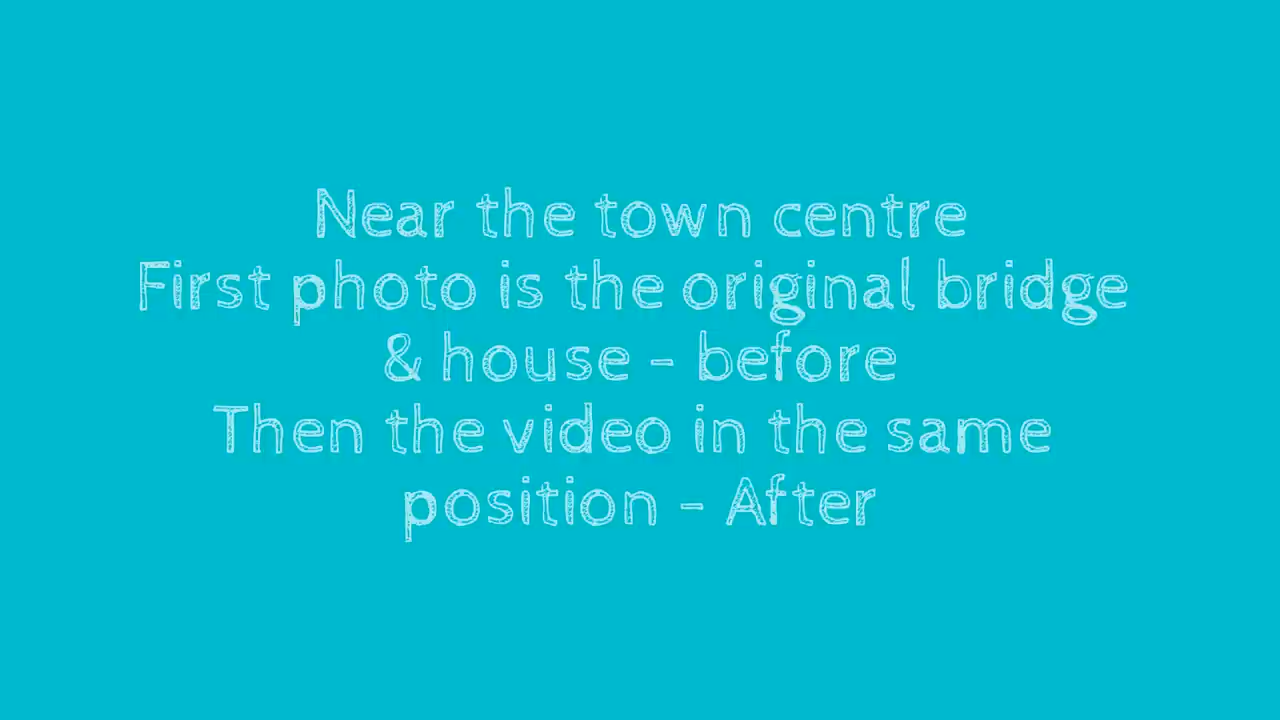 Near the town centre
First photo is the original bridge
& house - before
Then the video in the same
position - After